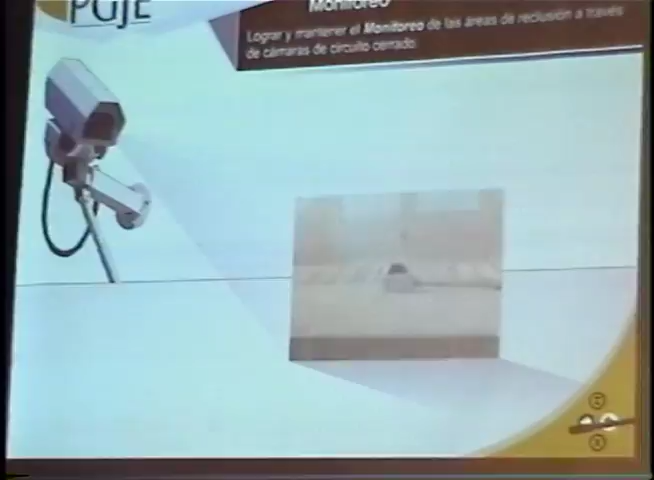 PGJE
Monitoreo
Lograr y mantener el Monitoreo de las áreas de reclusión a través
de cámaras de circuito cerrado.